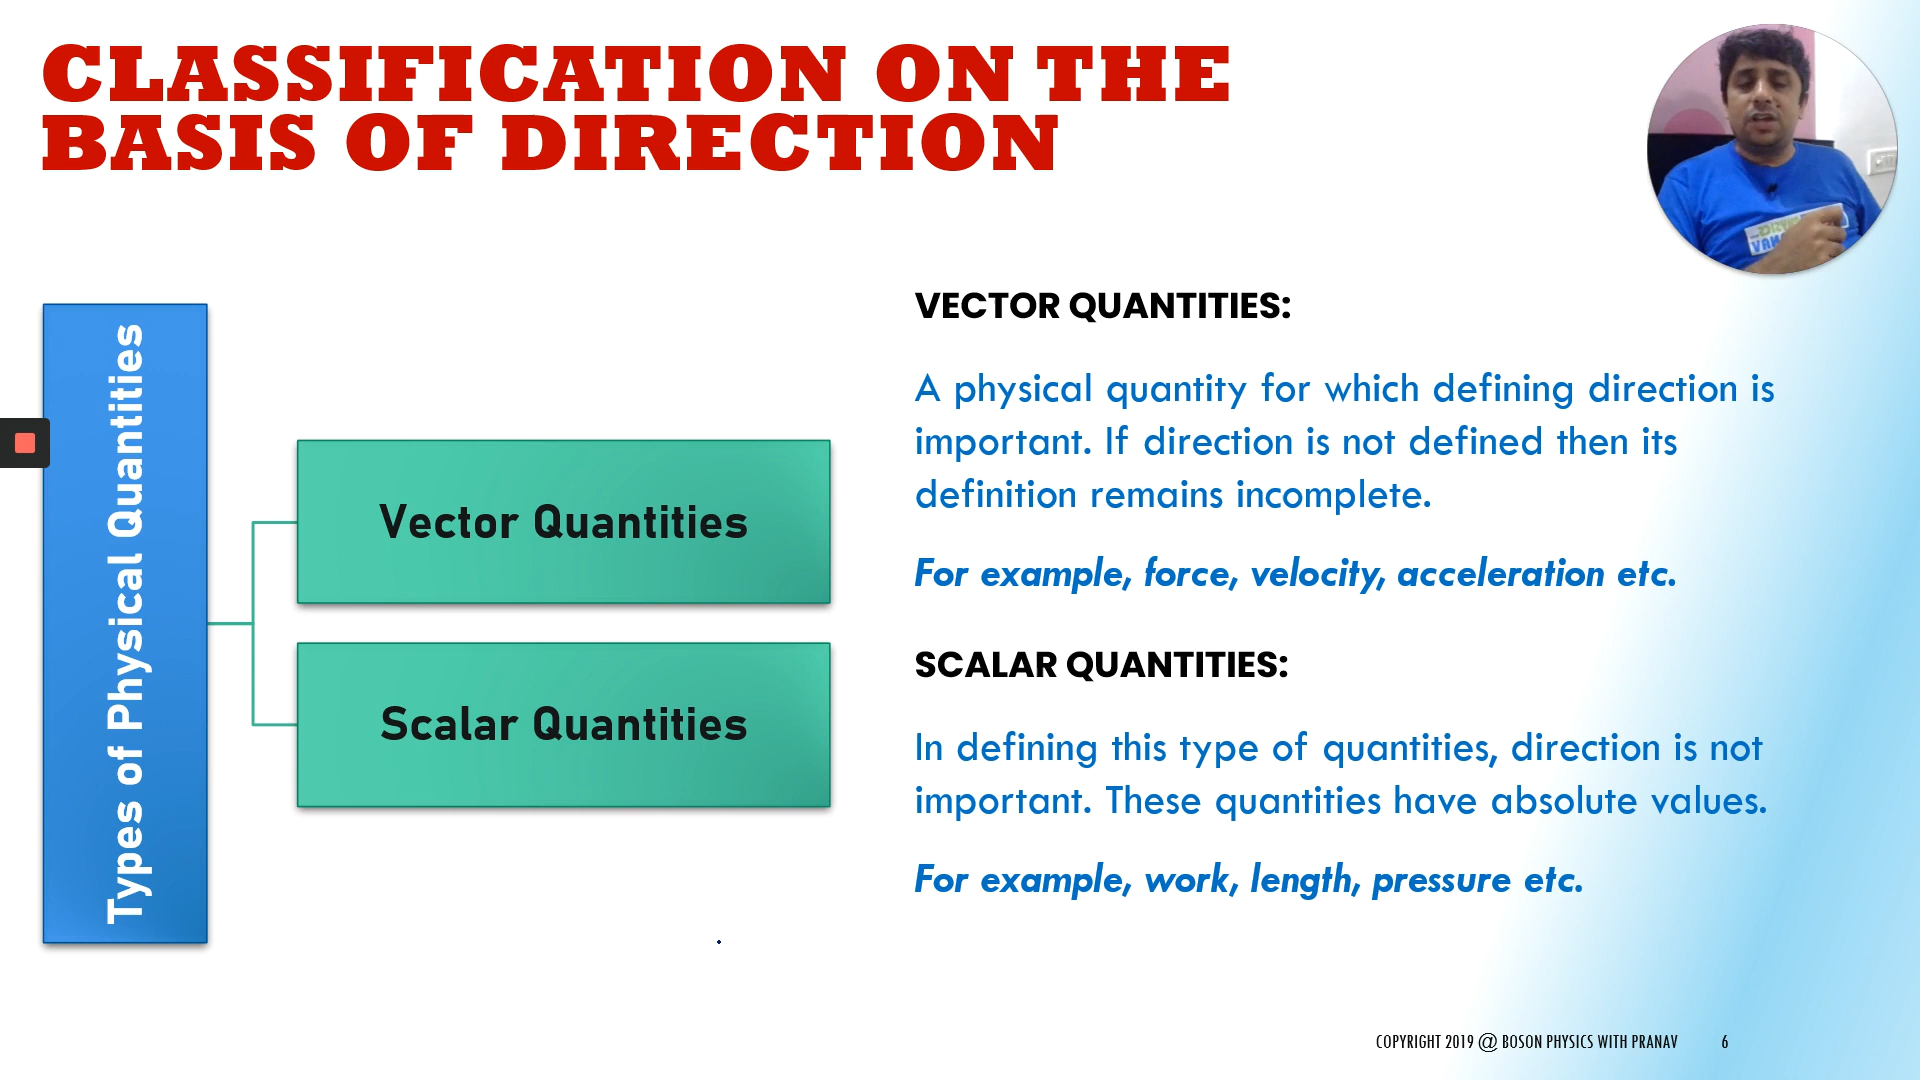 CLASSIFICATION ON THE
BASIS OF DIRECTION
Types of Physical Quantities
Vector Quantities
Scalar Quantities
VECTOR QUANTITIES:
A physical quantity for which defining direction is
important. If direction is not defined then its
definition remains incomplete.
For example, force, velocity, acceleration etc.
SCALAR QUANTITIES:
In defining this type of quantities, direction is not
important. These quantities have absolute values.
For example, work, length, pressure etc.
COPYRIGHT 2019 @ BOSON PHYSICS WITH PRANAV 6